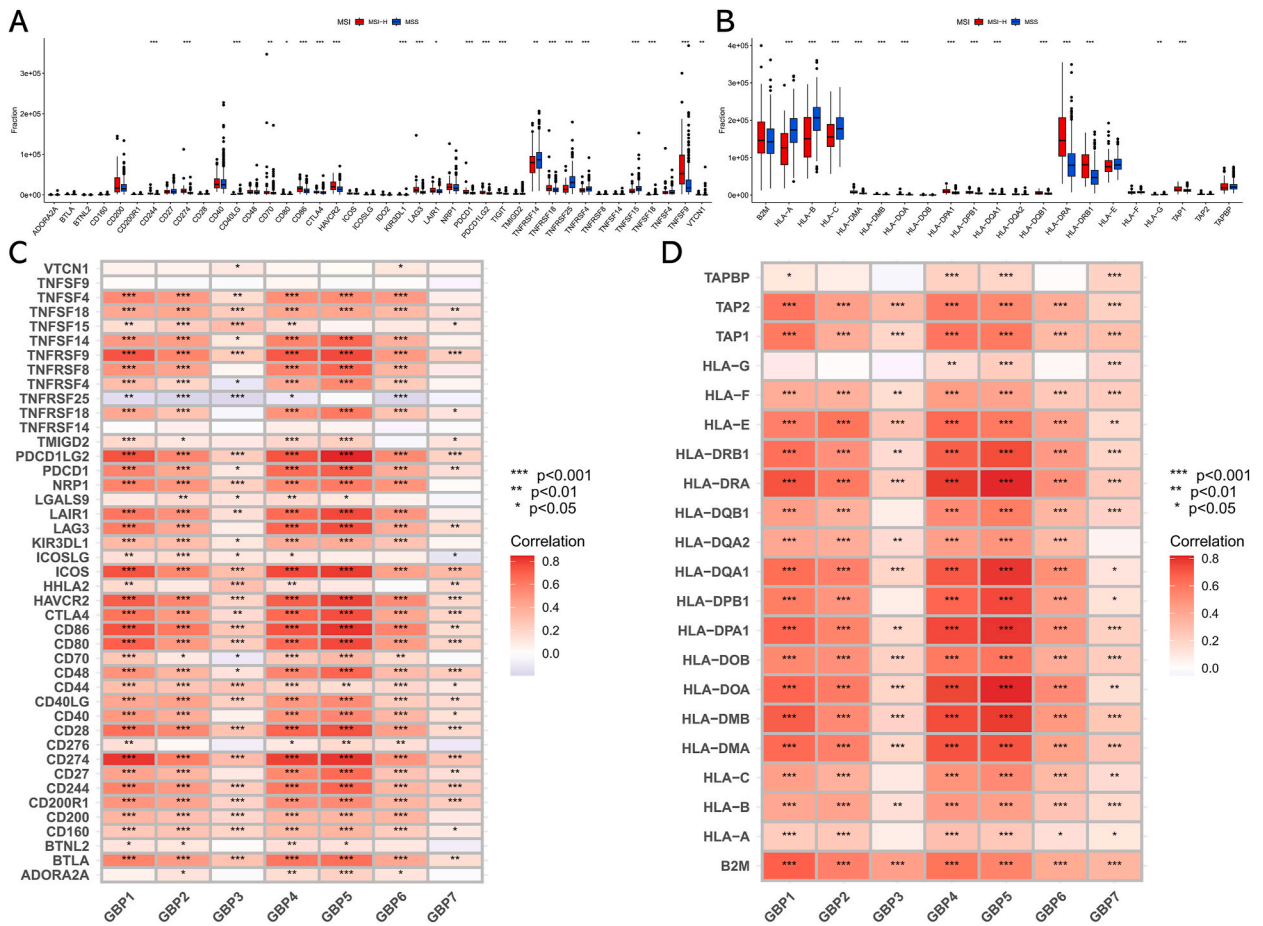 A
MSI MSI−H MSS
*** *** *** ** * *** *** *** *** *** * *** *** *** ** *** *** *** *** *** *** **
Fraction
3e+05
2e+05
1e+05
0e+00
ADORA2A BTLA BTNL2 CD160 CD200 CD200R1 CD244 CD27 CD274 CD28 CD40 CD40LG CD48 CD70 CD80 CD86 CTLA4 HAVCR2 ICOS ICOSLG IDO2 KIR3DL1 LAG3 LAIR1 NRP1 PDCD1 PDCD1LG2 TIGIT TMIGD2 TNFRSF14 TNFRSF18 TNFRSF25 TNFRSF4 TNFRSF8 TNFSF14 TNFSF15 TNFSF18 TNFSF4 TNFSF9 VTCN1
B
MSI MSI−H MSS
*** *** *** *** *** *** *** *** *** *** *** *** ** ***
4e+05
3e+05
2e+05
1e+05
0e+00
Fraction
B2M HLA−A HLA−B HLA−C HLA−DMA HLA−DMB HLA−DOA HLA−DOB HLA−DPA1 HLA−DPB1 HLA−DQA1 HLA−DQA2 HLA−DQB1 HLA−DRA HLA−DRB1 HLA−E HLA−F HLA−G TAP1 TAP2 TAPBP
C
VTCN1 * *
TNFSF9
TNFSF4 *** *** ** *** *** ***
TNFSF18 *** *** *** *** *** *** **
TNFSF15 ** *** *** ** *
TNFSF14 *** *** * *** *** ***
TNFRSF9 *** *** *** *** *** *** ***
TNFRSF8 *** *** *** *** ***
TNFRSF4 *** *** * *** *** ***
TNFRSF25 ** *** *** * ***
TNFRSF18 *** *** *** *** *** *
TNFRSF14
TMIGD2 *** * *** *** *
PDCD1LG2 *** *** *** *** *** *** ***
PDCD1 *** *** * *** *** *** **
NRP1 *** *** *** *** *** ***
LGALS9 ** * ** *
LAIR1 *** *** ** *** *** ***
LAG3 *** *** *** *** *** **
KIR3DL1 *** *** * *** *** ***
ICOSLG ** *** * * *
ICOS *** *** *** *** *** *** ***
HHLA2 ** *** ** **
HAVCR2 *** *** *** *** *** *** ***
CTLA4 *** *** ** *** *** *** ***
CD86 *** *** *** *** *** *** **
CD80 *** *** *** *** *** *** ***
CD70 *** * * *** *** **
CD48 *** *** * *** *** *** ***
CD44 *** *** *** *** ** *** *
CD40LG *** *** *** *** *** *** **
CD40 *** *** *** *** *** *
CD28 *** *** *** *** *** *** ***
CD276 ** * ** **
CD274 *** *** *** *** *** *** ***
CD27 *** *** *** *** *** **
CD244 *** *** *** *** *** *** ***
CD200R1 *** *** *** *** *** *** ***
CD200 *** *** *** *** *** ***
CD160 *** *** *** *** *** *** *
BTNL2 * * ** *
BTLA *** *** *** *** *** *** **
ADORA2A * ** *** *
GBP1 GBP2 GBP3 GBP4 GBP5 GBP6 GBP7
*** p<0.001
** p<0.01
* p<0.05
Correlation
0.8
0.6
0.4
0.2
0.0
D
TAPBP * *** *** ***
TAP2 *** *** *** *** *** *** ***
TAP1 *** *** *** *** *** *** ***
HLA−G ** *** ***
HLA−F *** *** ** *** *** *** ***
HLA−E *** *** *** *** *** *** **
HLA−DRB1 *** *** ** *** *** *** ***
HLA−DRA *** *** *** *** *** *** ***
HLA−DQB1 *** *** *** *** *** ***
HLA−DQA2 *** *** ** *** *** ***
HLA−DQA1 *** *** *** *** *** *** *
HLA−DPB1 *** *** *** *** *** *
HLA−DPA1 *** *** ** *** *** *** ***
HLA−DOB *** *** *** *** *** *** ***
HLA−DOA *** *** *** *** *** *** **
HLA−DMB *** *** *** *** *** *** ***
HLA−DMA *** *** *** *** *** *** ***
HLA−C *** *** *** *** *** **
HLA−B *** *** ** *** *** *** ***
HLA−A *** *** *** *** * *
B2M *** *** *** *** *** *** ***
GBP1 GBP2 GBP3 GBP4 GBP5 GBP6 GBP7
*** p<0.001
** p<0.01
* p<0.05
Correlation
0.8
0.6
0.4
0.2
0.0